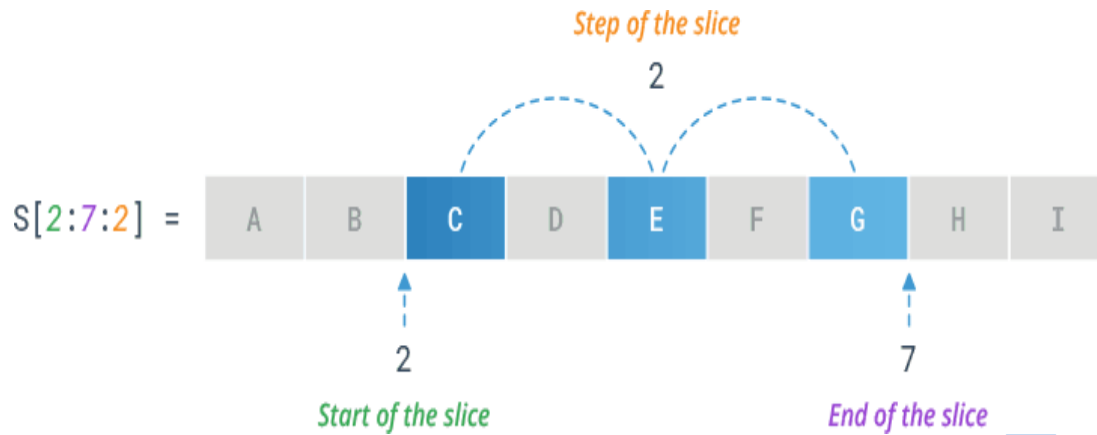 Step of the slice
2
S[2:7:2] = A B C D E F G H I
2 7
Start of the slice End of the slice